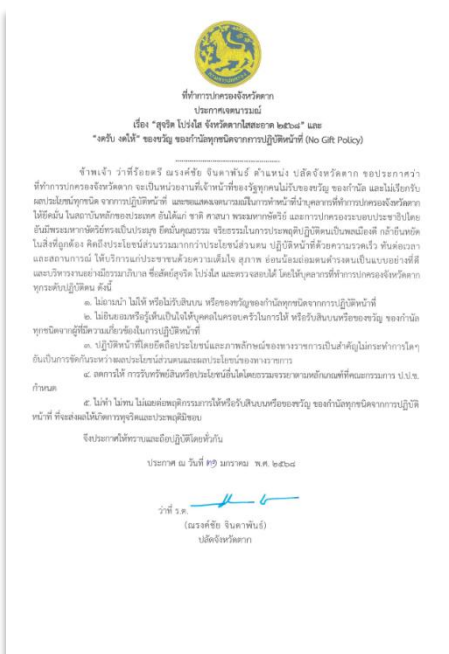 ที่ทำการปกครองจังหวัดตาก
ประกาศเจตนารมณ์
เรื่อง “สุจริต โปร่งใส จังหวัดตากใสสะอาด ๒๕๖๘” และ
“งดรับ งดให้” ของขวัญ ของกำนัลทุกชนิดจากการปฏิบัติหน้าที่ (No Gift Policy)
ข้าพเจ้า ว่าที่ร้อยตรี ณรงค์ชัย จินดาพันธ์ ตำแหน่ง ปลัดจังหวัดตาก ขอประกาศว่า
ที่ทำการปกครองจังหวัดตาก จะเป็นหน่วยงานที่เจ้าหน้าที่ของรัฐทุกคนไม่รับของขวัญ ของกำนัล และไม่เรียกรับ
ผลประโยชน์ทุกชนิด จากการปฏิบัติหน้าที่ และขอแสดงเจตนารมณ์ในการทำหน้าที่นำบุคลากรที่ทำการปกครองจังหวัดตาก
ให้ยึดมั่น ในสถาบันหลักของประเทศ อันได้แก่ ชาติ ศาสนา พระมหากษัตริย์ และการปกครองระบอบประชาธิปไตย
อันมีพระมหากษัตริย์ทรงเป็นประมุข ยึดมั่นคุณธรรม จริยธรรมในการประพฤติปฏิบัติตนเป็นพลเมืองดี กล้ายืนหยัด
ในสิ่งที่ถูกต้อง คิดถึงประโยชน์ส่วนรวมมากกว่าประโยชน์ส่วนตน ปฏิบัติหน้าที่ด้วยความรวดเร็ว ทันต่อเวลา
และสถานการณ์ ให้บริการแก่ประชาชนด้วยความเต็มใจ สุภาพ อ่อนน้อมถ่อมตนดำรงตนเป็นแบบอย่างที่ดี
และบริหารงานอย่างมีธรรมาภิบาล ซื่อสัตย์สุจริต โปร่งใส และตรวจสอบได้ โดยให้บุคลากรที่ทำการปกครองจังหวัดตาก
ทุกระดับปฏิบัติตน ดังนี้
๑. ไม่ถามนำ ไม่ให้ หรือไม่รับสินบน หรือของขวัญของกำนัลทุกชนิดจากการปฏิบัติหน้าที่
๒. ไม่ยินยอมหรือรู้เห็นเป็นใจให้บุคคลในครอบครัวในการให้ หรือรับสินบนหรือของขวัญ ของกำนัล
ทุกชนิดจากผู้ที่มีความเกี่ยวข้องในการปฏิบัติหน้าที่
๓. ปฏิบัติหน้าที่โดยยึดถือประโยชน์และภาพลักษณ์ของทางราชการเป็นสำคัญไม่กระทำการใดๆ
อันเป็นการขัดกันระหว่างผลประโยชน์ส่วนตนและผลประโยชน์ของทางราชการ
๔. ลดการให้ การรับทรัพย์สินหรือประโยชน์อื่นใดโดยธรรมจรรยาตามหลักเกณฑ์ที่คณะกรรมการ ป.ป.ช.
กำหนด
๕. ไม่ทำ ไม่ทน ไม่เฉยต่อพฤติกรรมการให้หรือรับสินบนหรือของขวัญ ของกำนัลทุกชนิดจากการปฏิบัติ
หน้าที่ ที่จะส่งผลให้เกิดการทุจริตและประพฤติมิชอบ
จึงประกาศให้ทราบและถือปฏิบัติโดยทั่วกัน
ประกาศ ณ วันที่ มกราคม พ.ศ. ๒๕๖๘
ว่าที่ ร.ต.
(ณรงค์ชัย จินดาพันธ์)
ปลัดจังหวัดตาก